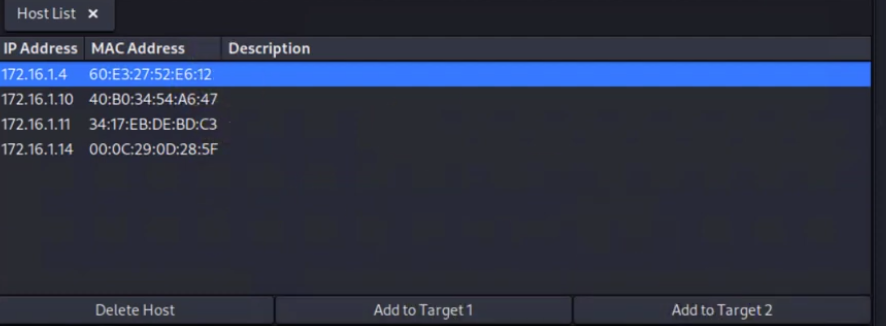 Host List ×
IP Address MAC Address Description
172.16.1.4 60:E3:27:52:E6:12
172.16.1.10 40:B0:34:54:A6:47
172.16.1.11 34:17:EB:DE:BD:C3
172.16.1.14 00:0C:29:0D:28:5F
Delete Host Add to Target 1 Add to Target 2